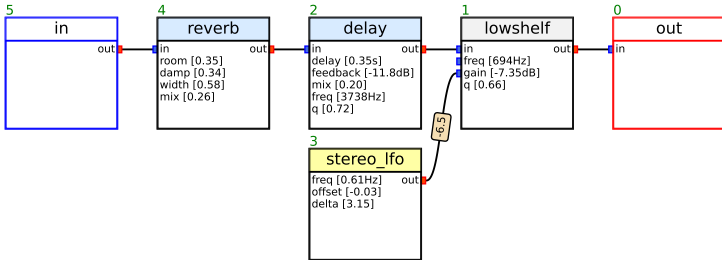 5
in
out
4
reverb
in out
room [0.35]
damp [0.34]
width [0.58]
mix [0.26]
2
delay
in out
delay [0.35s]
feedback [-11.8dB]
mix [0.20]
freq [3738Hz]
q [0.72]
1
lowshelf
in out
freq [694Hz]
gain [-7.35dB]
q [0.66]
0
out
in
-6.5
3
stereo_lfo
freq [0.61Hz] out
offset [-0.03]
delta [3.15]